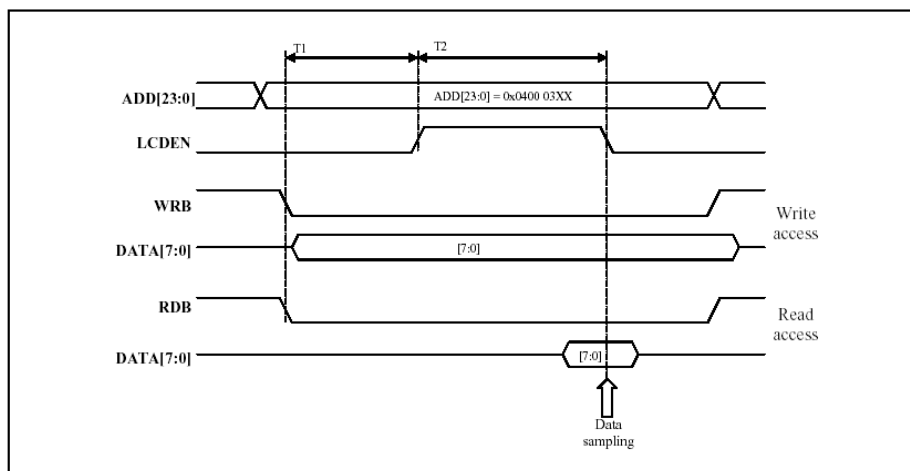 T1 T2
ADD[23:0] ADD[23:0] = 0x0400 03XX
LCDEN
WRB
Write
access
DATA[7:0] [7:0]
RDB
Read
access
DATA[7:0] [7:0]
Data
sampling